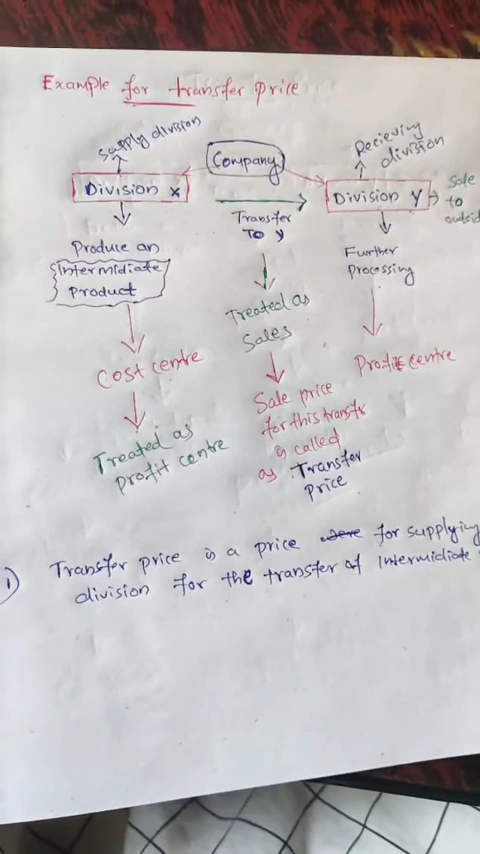 Example for transfer price
Supply division
Company
Recieving
division
Division X
Division Y
Sale
to
outsid
Transfer
TO Y
Produce an
Intermidiate
product
Further
Processing
Treated as
Sales
Cost centre
Profit centre
Sale price
for this transfr
is called
as Transfer
Price
Treated as
profit centre
1) Transfer price is a price for supplying
division for the transfer of Intermidiate